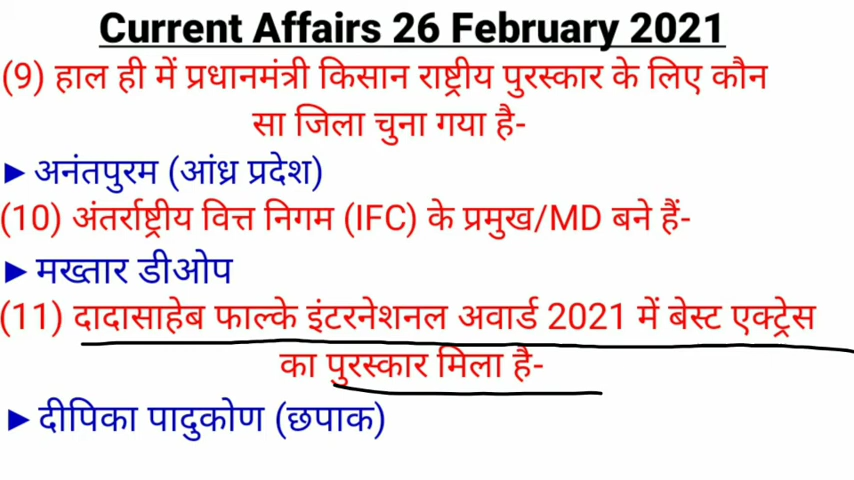 Current Affairs 26 February 2021
(9) हाल ही में प्रधानमंत्री किसान राष्ट्रीय पुरस्कार के लिए कौन
सा जिला चुना गया है-
►अनंतपुरम (आंध्र प्रदेश)
(10) अंतर्राष्ट्रीय वित्त निगम (IFC) के प्रमुख/MD बने हैं-
►मख्तार डीओप
(11) दादासाहेब फाल्के इंटरनेशनल अवार्ड 2021 में बेस्ट एक्ट्रेस
का पुरस्कार मिला है-
►दीपिका पादुकोण (छपाक)